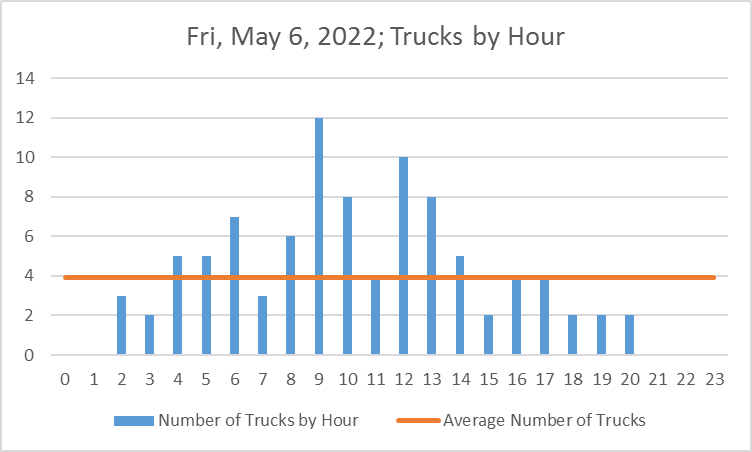 Fri, May 6, 2022; Trucks by Hour
14
12
10
8
6
4
2
0
0 1 2 3 4 5 6 7 8 9 10 11 12 13 14 15 16 17 18 19 20 21 22 23
Number of Trucks by Hour Average Number of Trucks